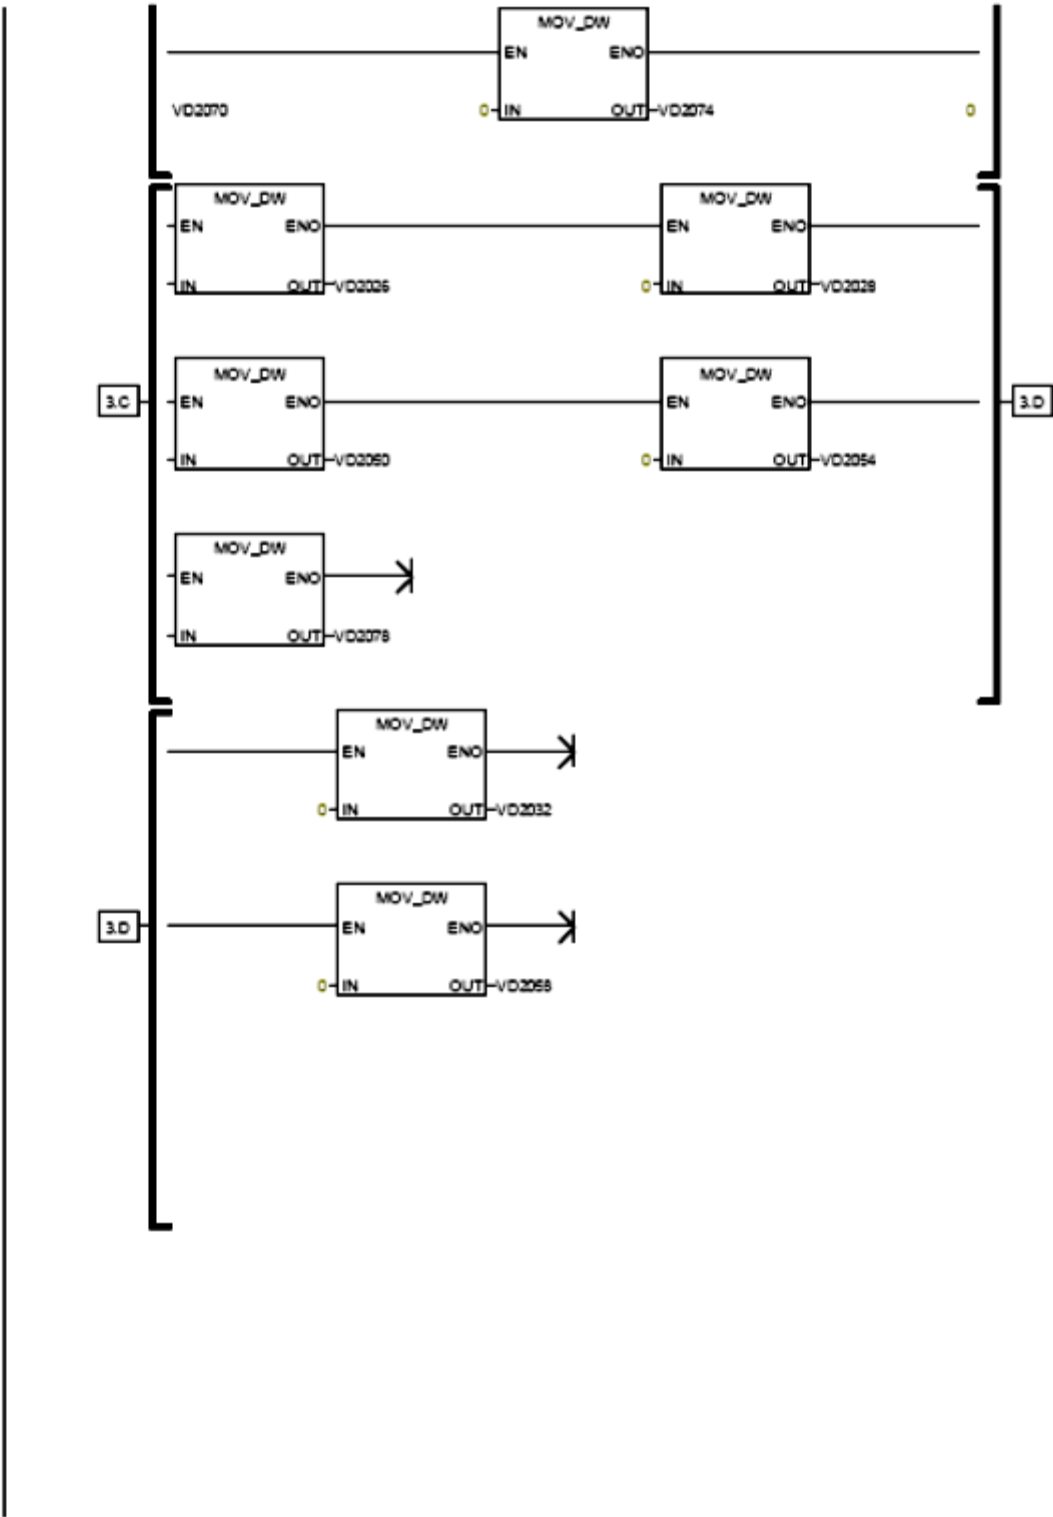 MOV_DW
EN ENO
VD2070 0 IN OUT VD2074 0
MOV_DW MOV_DW
EN ENO EN ENO
IN OUT 0 IN OUT VD2028
MOV_DW MOV_DW
3.C EN ENO EN ENO 3.D
IN OUT VD2050 0 IN OUT VD2054
MOV_DW
EN ENO
IN OUT VD2078
MOV_DW
EN ENO
0 IN OUT VD2032
MOV_DW
3.D EN ENO
0 IN OUT